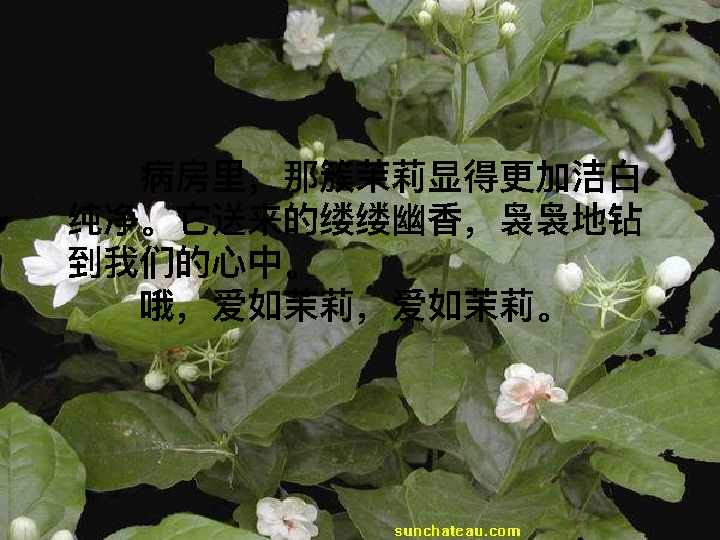 病房里，那簇茉莉显得更加洁白
纯净。它送来的缕缕幽香，袅袅地钻
到我们的心中。
哦，爱如茉莉，爱如茉莉。
sunchateau.com